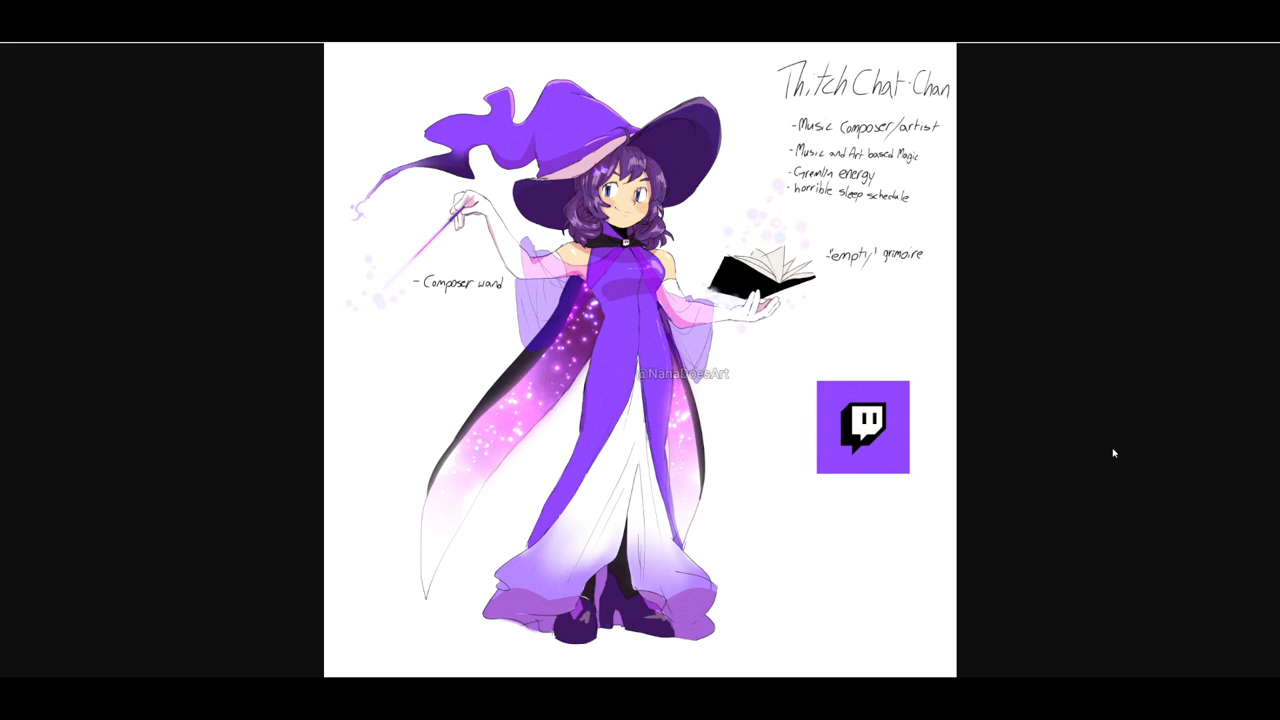 Twitch Chat-Chan
-Music Composer/artist
-Music and Art based Magic
-Gremlin energy
-horrible sleep schedule
-"empty" grimoire
-Composer wand
@NanaDoesArt